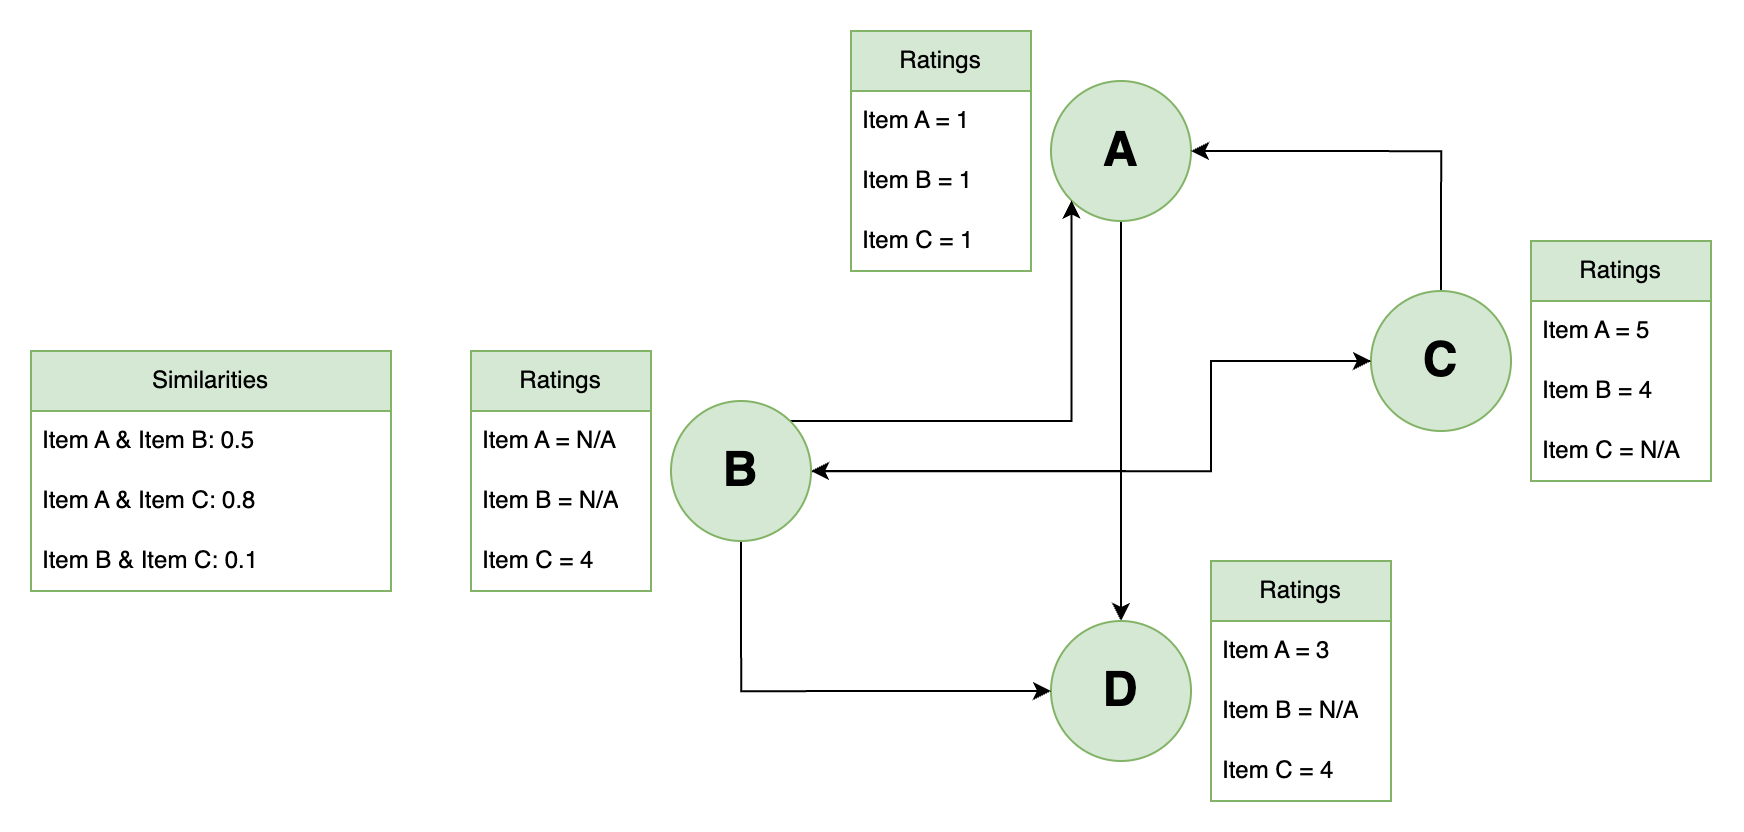 Ratings
Item A = 1
Item B = 1
Item C = 1
A
Ratings
Item A = 5
Item B = 4
Item C = N/A
C
Similarities
Item A & Item B: 0.5
Item A & Item C: 0.8
Item B & Item C: 0.1
Ratings
Item A = N/A
Item B = N/A
Item C = 4
B
D
Ratings
Item A = 3
Item B = N/A
Item C = 4